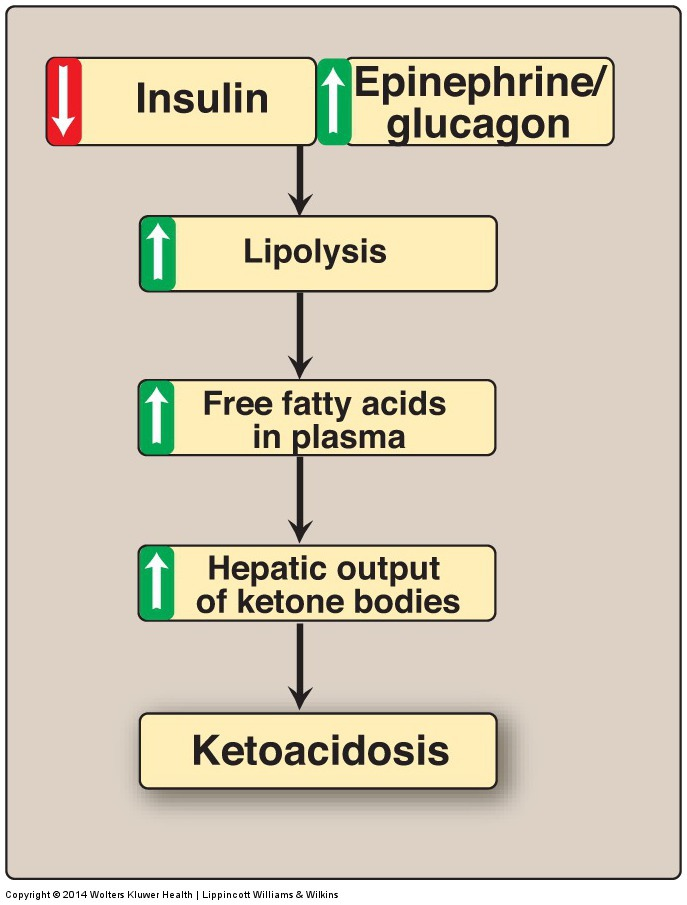 Insulin
Epinephrine/
glucagon
Lipolysis
Free fatty acids
in plasma
Hepatic output
of ketone bodies
Ketoacidosis
Copyright © 2014 Wolters Kluwer Health | Lippincott Williams & Wilkins